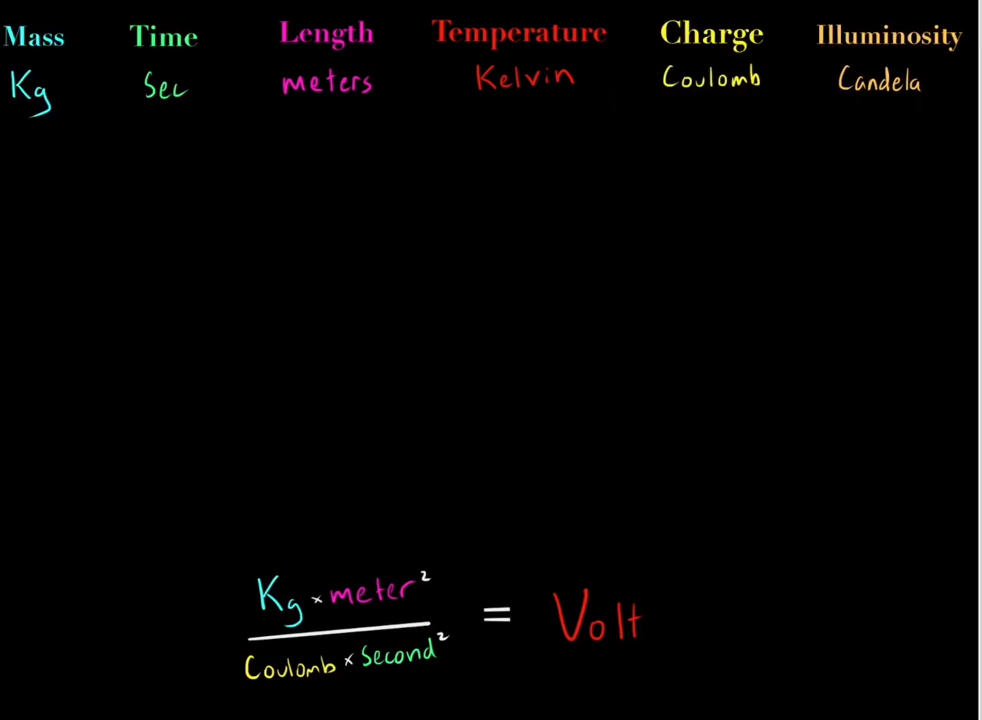 Mass Time Length Temperature Charge Illuminosity
Kg Sec meters Kelvin Coulomb Candela
Kg × meter²
= Volt
Coulomb × second²